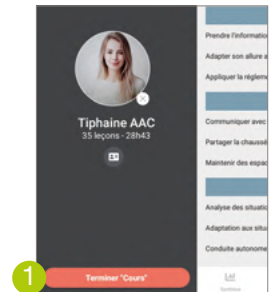 Tiphaine AAC
35 leçons - 28h43
1
Terminer "Cours"
Prendre l'informatio
Adapter son allure a
Appliquer la réglem
Communiquer avec
Partager la chaussé
Maintenir des espac
Analyse des situatio
Adaptation aux situ
Conduite autonome